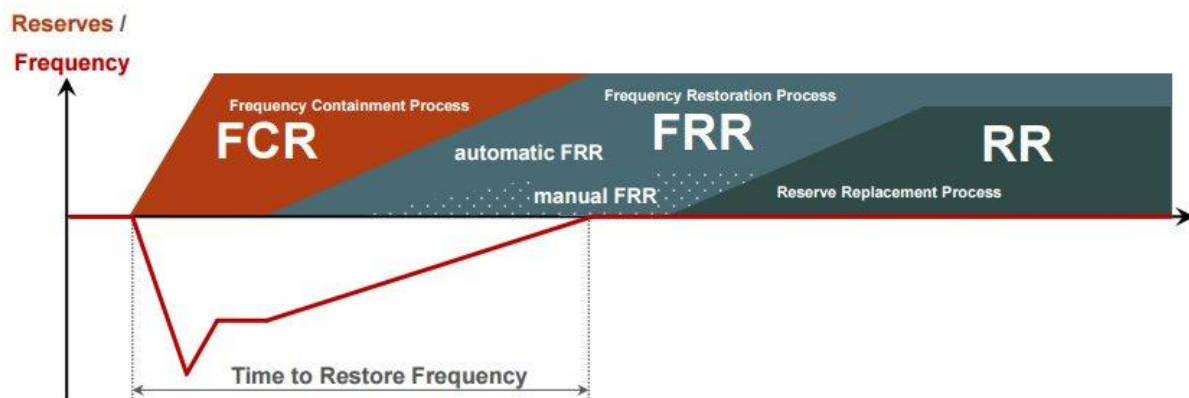 Reserves /
Frequency
Frequency Containment Process
FCR
Frequency Restoration Process
FRR
automatic FRR
manual FRR
RR
Reserve Replacement Process
Time to Restore Frequency